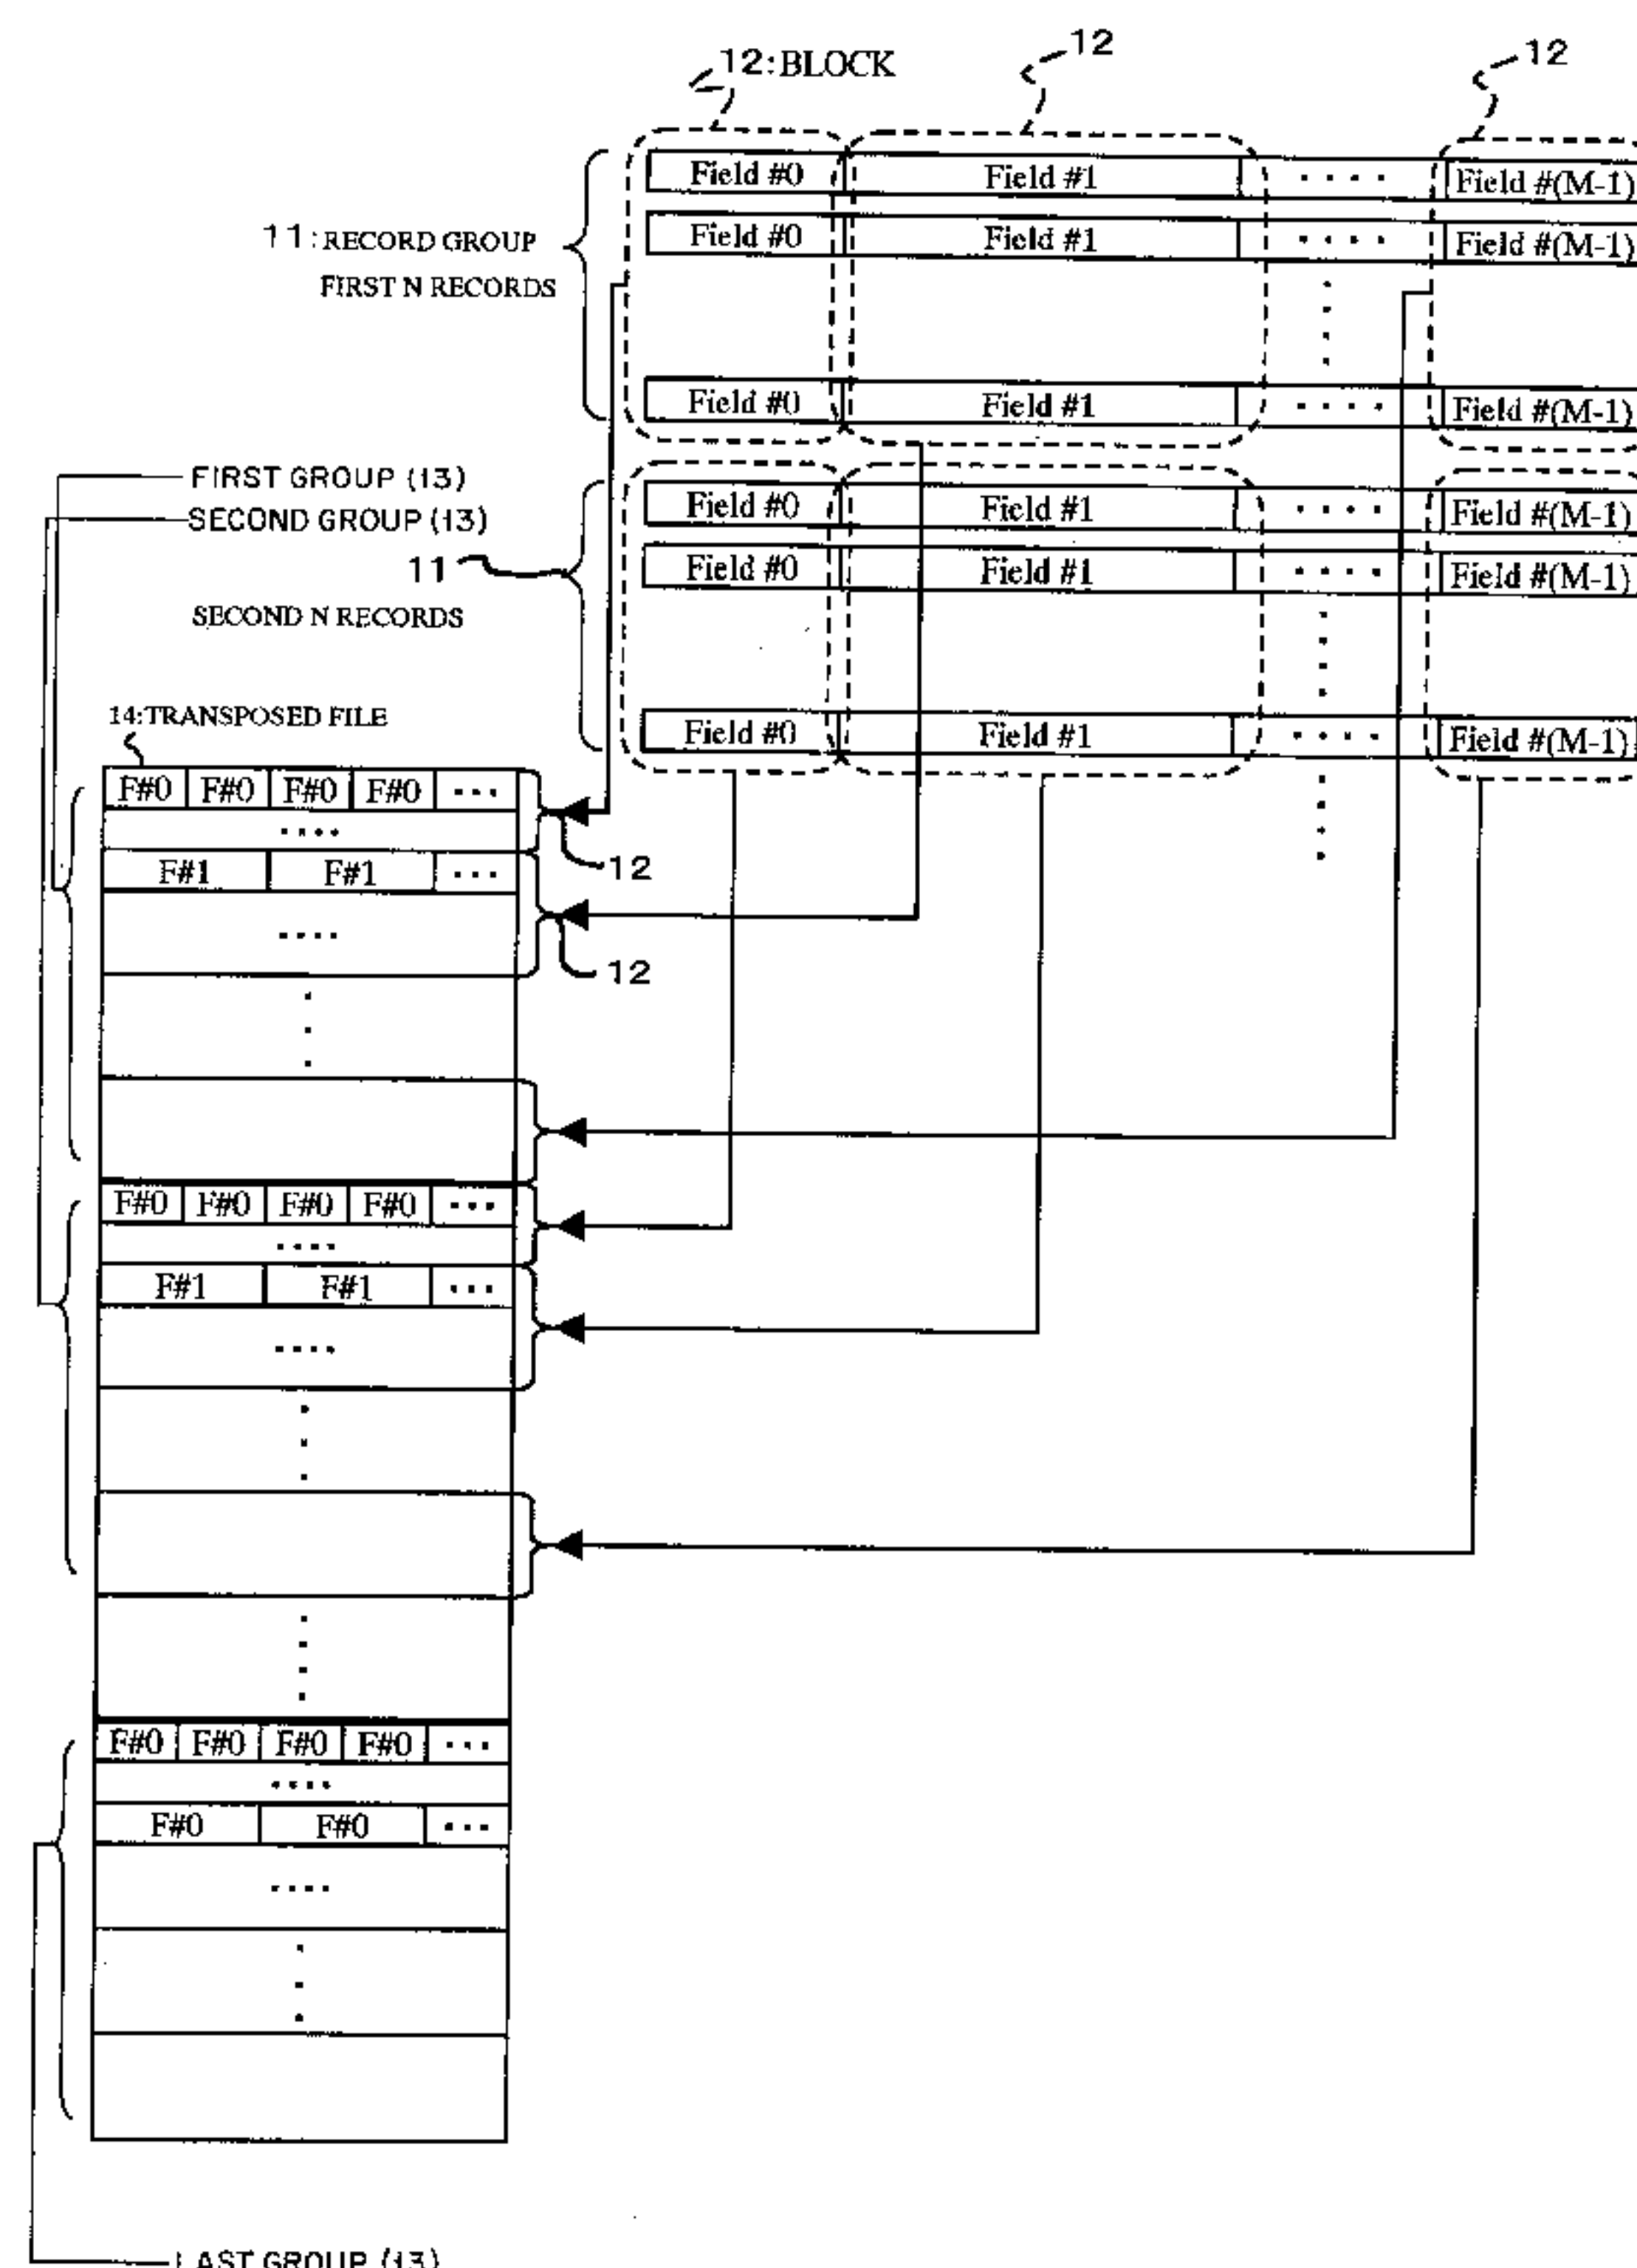 12:BLOCK 12 12
Field #0 Field #1 .... Field #(M-1)
11:RECORD GROUP Field #0 Field #1 .... Field #(M-1)
FIRST N RECORDS
Field #0 Field #1 .... Field #(M-1)
FIRST GROUP (13)
Field #0 Field #1 .... Field #(M-1)
SECOND GROUP (13)
11 Field #0 Field #1 .... Field #(M-1)
SECOND N RECORDS
14:TRANSPOSED FILE
Field #0 Field #1 .... Field #(M-1)
F#0 F#0 F#0 F#0 ...
....
12
F#1 F#1 ...
....
12
F#0 F#0 F#0 F#0 ...
....
F#1 F#1 ...
....
F#0 F#0 F#0 F#0 ...
....
F#0 F#0 ...
....
LAST GROUP (13)